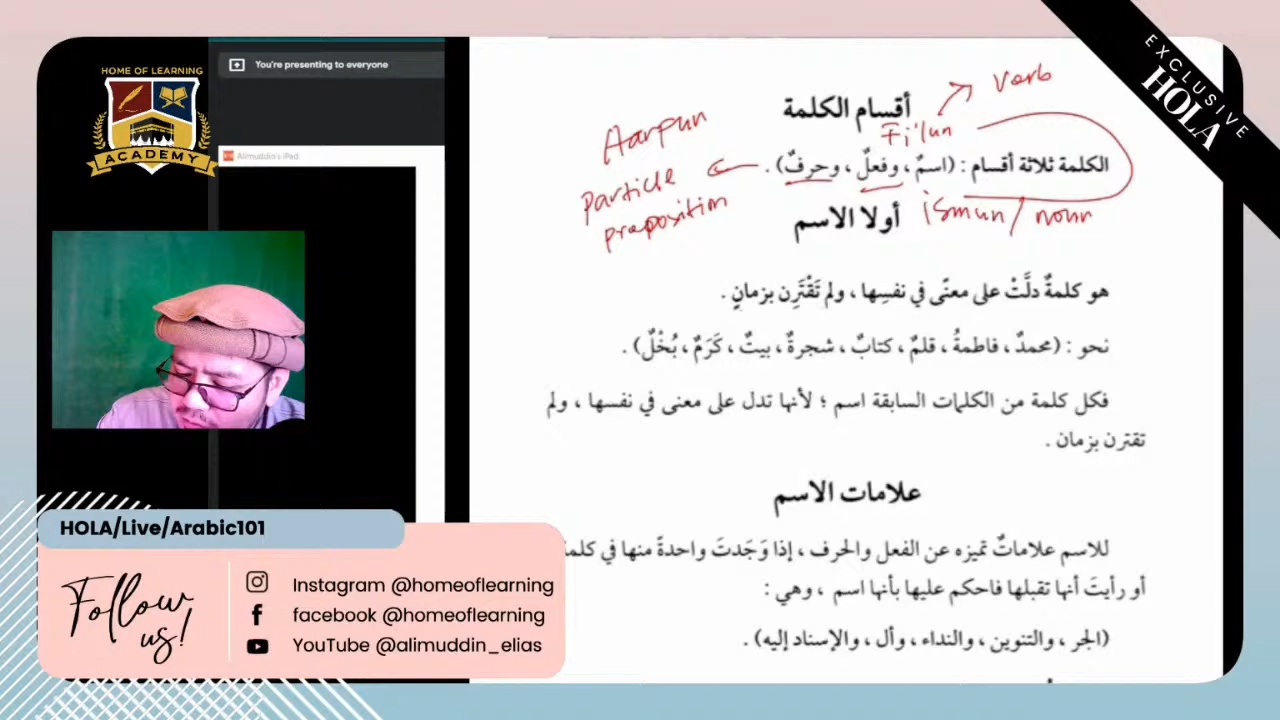 HOME OF LEARNING
ACADEMY
You're presenting to everyone
Alimuddin's iPad
EXCLUSIVE
HOLA
verb
أقسام الكلمة
Fi'lun
Harfun
الكلمة ثلاثة أقسام : (اسمٌ ، وفعلٌ ، وحرفٌ) .
particle
preposition
أولا الاسم
ismun / noun
هو كلمةٌ دلَّتْ على معنًى في نفسِها ، ولم تَقْتَرِن بزمانٍ .
نحو : (محمدٌ ، فاطمةُ ، قلمٌ ، كتابٌ ، شجرةٌ ، بيتٌ ، كَرَمٌ ، بُخْلٌ) .
فكل كلمة من الكلمات السابقة اسم ؛ لأنها تدل على معنى في نفسها ، ولم
تقترن بزمان .
علامات الاسم
للاسم علاماتٌ تميزه عن الفعل والحرف ، إذا وَجَدتَ واحدةً منها في كلمة
أو رأيتَ أنها تقبلها فاحكم عليها بأنها اسم ، وهي :
(الجر ، والتنوين ، والنداء ، وأل ، والإسناد إليه) .
HOLA/Live/Arabic101
Follow us!
Instagram @homeoflearning
facebook @homeoflearning
YouTube @alimuddin_elias